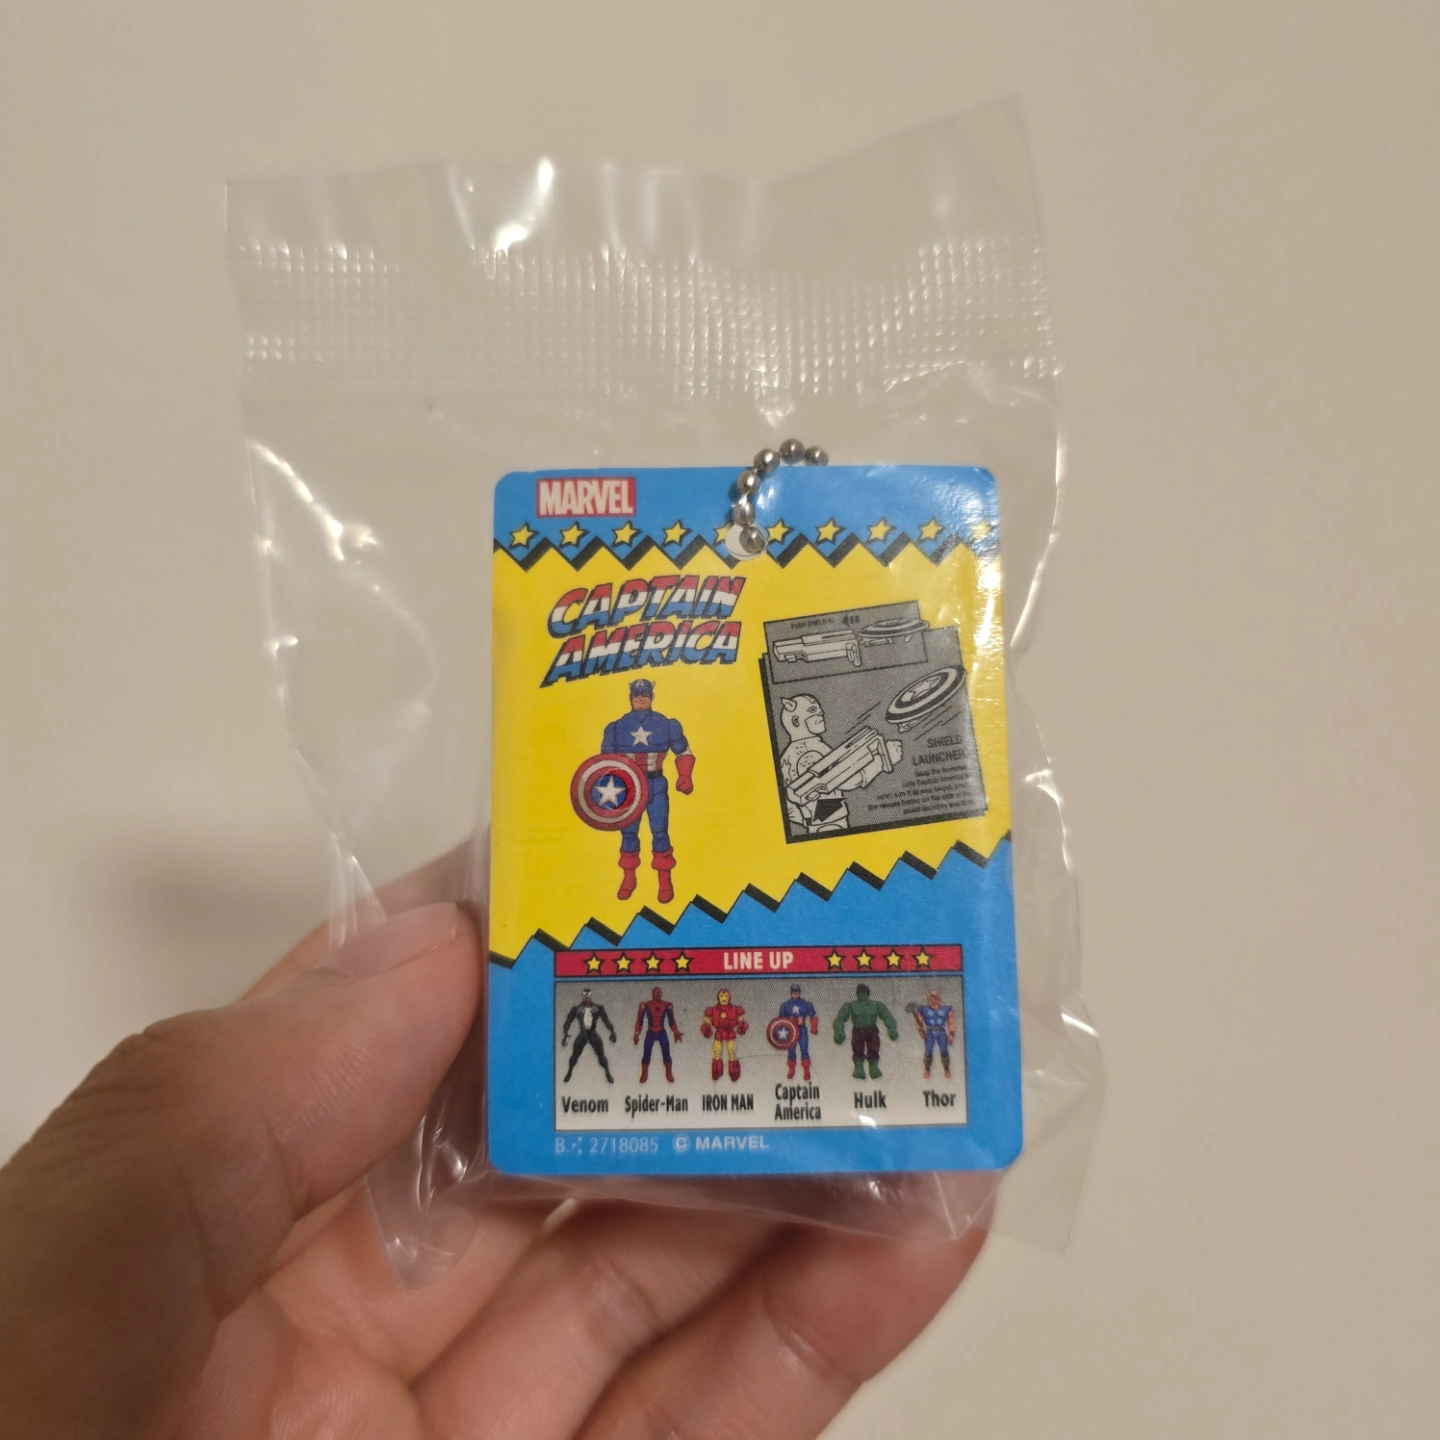 MARVEL
CAPTAIN
AMERICA
SHIELD
LAUNCHER
LINE UP
Venom Spider-Man IRON MAN Captain America Hulk Thor
2718085 © MARVEL